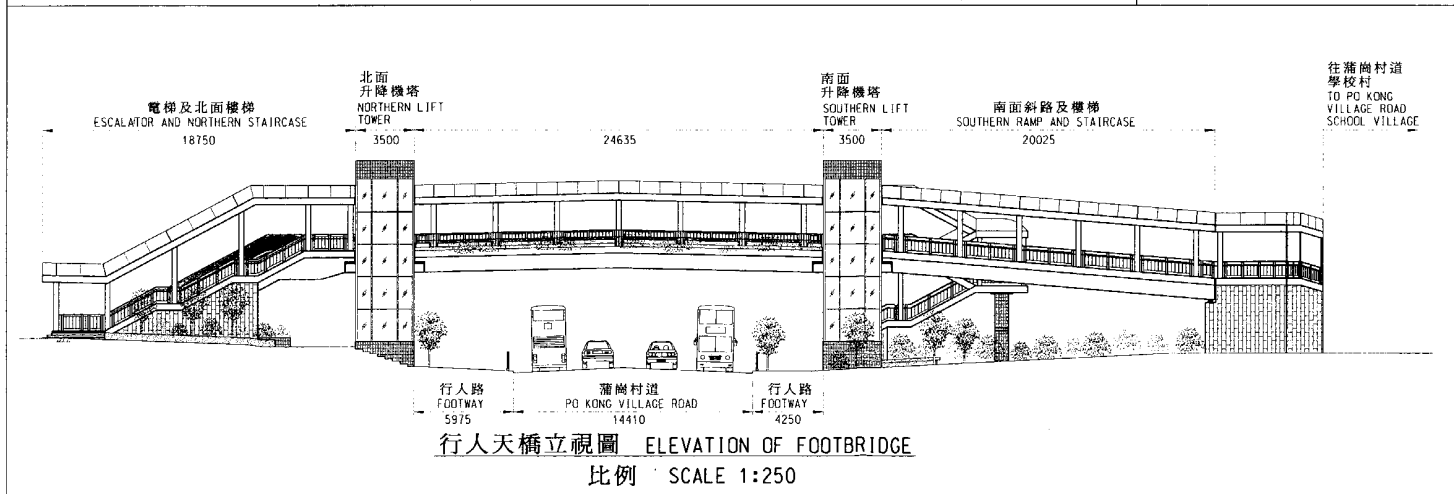 電梯及北面樓梯
ESCALATOR AND NORTHERN STAIRCASE
18750
北面
升降機塔
NORTHERN LIFT
TOWER
3500
24635
南面
升降機塔
SOUTHERN LIFT
TOWER
3500
南面斜路及樓梯
SOUTHERN RAMP AND STAIRCASE
20025
往蒲崗村道
學校村
TO PO KONG
VILLAGE ROAD
SCHOOL VILLAGE
行人路
FOOTWAY
5975
蒲崗村道
PO KONG VILLAGE ROAD
14410
行人路
FOOTWAY
4250
行人天橋立視圖 ELEVATION OF FOOTBRIDGE
比例 SCALE 1:250